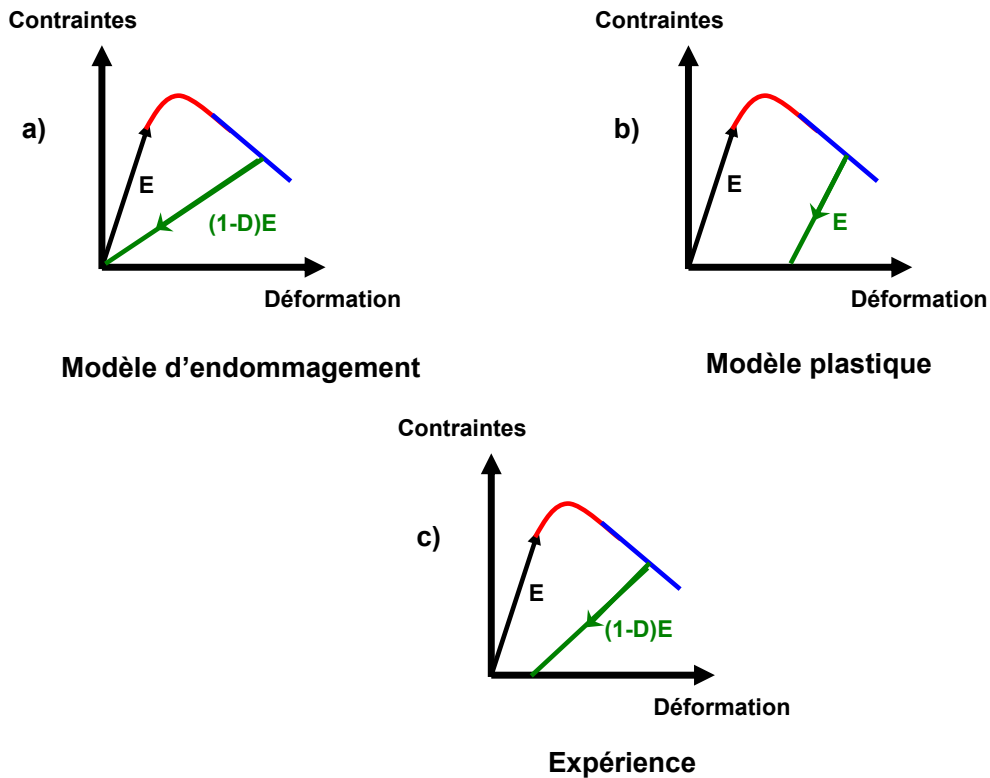 Contraintes
a)
E
(1-D)E
Déformation
Modèle d'endommagement
Contraintes
b)
E
E
Déformation
Modèle plastique
Contraintes
c)
E
(1-D)E
Déformation
Expérience